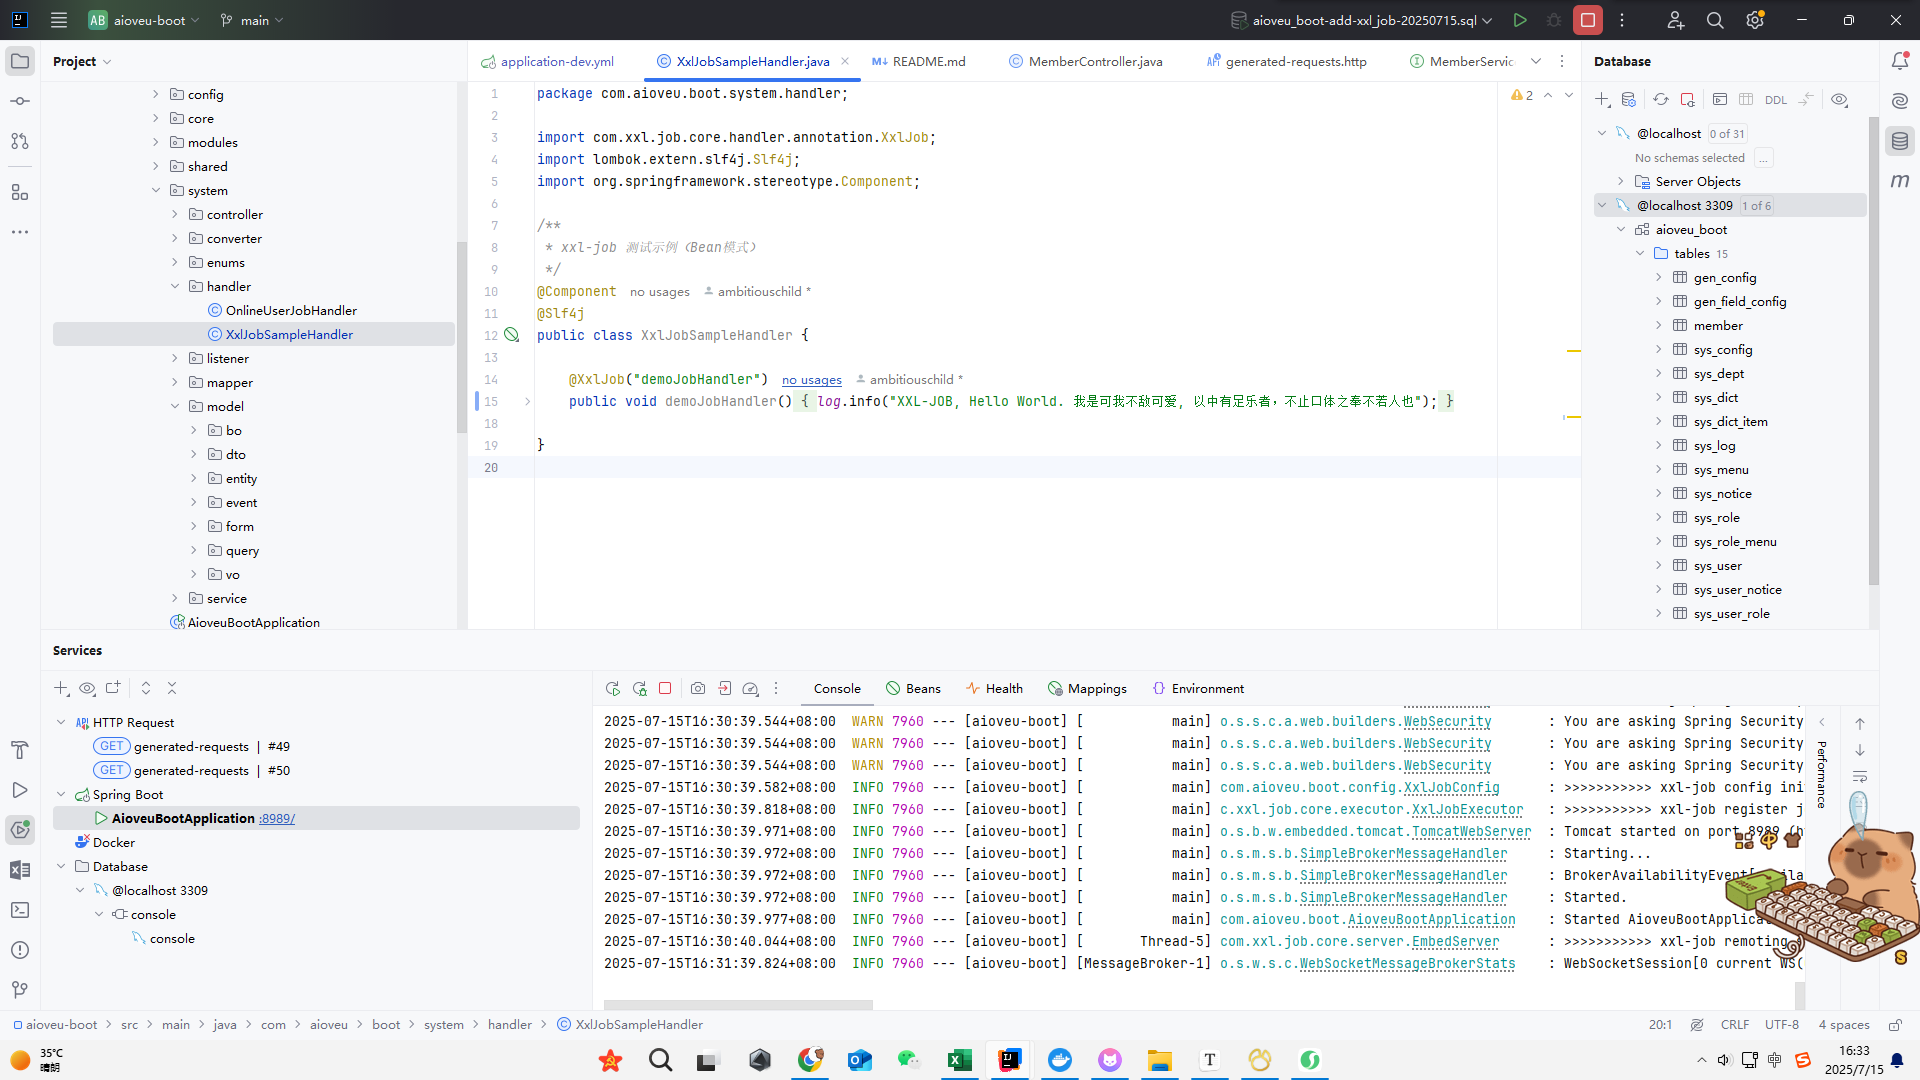 AB aioveu-boot main aioveu_boot-add-xxl_job-20250715.sql
Project
config
core
modules
shared
system
controller
converter
enums
handler
OnlineUserJobHandler
XxlJobSampleHandler
listener
mapper
model
bo
dto
entity
event
form
query
vo
service
AioveuBootApplication
application-dev.yml XxlJobSampleHandler.java README.md MemberController.java generated-requests.http MemberServic
2
1 package com.aioveu.boot.system.handler;
2
3 import com.xxl.job.core.handler.annotation.XxlJob;
4 import lombok.extern.slf4j.Slf4j;
5 import org.springframework.stereotype.Component;
6
7 /**
8 * xxl-job 测试示例（Bean模式）
9 */
10 @Component no usages ambitiouschild *
11 @Slf4j
12 public class XxlJobSampleHandler {
13
14 @XxlJob("demoJobHandler") no usages ambitiouschild *
15 public void demoJobHandler() { log.info("XXL-JOB, Hello World. 我是可我不敌可爱, 以中有足乐者，不止口体之奉不若人也"); }
18
19 }
20
Database
DDL
@localhost 0 of 31
No schemas selected ...
Server Objects
@localhost 3309 1 of 6
aioveu_boot
tables 15
gen_config
gen_field_config
member
sys_config
sys_dept
sys_dict
sys_dict_item
sys_log
sys_menu
sys_notice
sys_role
sys_role_menu
sys_user
sys_user_notice
sys_user_role
Services
HTTP Request
GET generated-requests | #49
GET generated-requests | #50
Spring Boot
AioveuBootApplication :8989/
Docker
Database
@localhost 3309
console
console
Console Beans Health Mappings Environment
2025-07-15T16:30:39.544+08:00 WARN 7960 --- [aioveu-boot] [ main] o.s.s.c.a.web.builders.WebSecurity : You are asking Spring Security
2025-07-15T16:30:39.544+08:00 WARN 7960 --- [aioveu-boot] [ main] o.s.s.c.a.web.builders.WebSecurity : You are asking Spring Security
2025-07-15T16:30:39.544+08:00 WARN 7960 --- [aioveu-boot] [ main] o.s.s.c.a.web.builders.WebSecurity : You are asking Spring Security
2025-07-15T16:30:39.582+08:00 INFO 7960 --- [aioveu-boot] [ main] com.aioveu.boot.config.XxlJobConfig : >>>>>>>>>>> xxl-job config ini
2025-07-15T16:30:39.818+08:00 INFO 7960 --- [aioveu-boot] [ main] c.xxl.job.core.executor.XxlJobExecutor : >>>>>>>>>>> xxl-job register j
2025-07-15T16:30:39.971+08:00 INFO 7960 --- [aioveu-boot] [ main] o.s.b.w.embedded.tomcat.TomcatWebServer : Tomcat started on port 8989 (h
2025-07-15T16:30:39.972+08:00 INFO 7960 --- [aioveu-boot] [ main] o.s.m.s.b.SimpleBrokerMessageHandler : Starting...
2025-07-15T16:30:39.972+08:00 INFO 7960 --- [aioveu-boot] [ main] o.s.m.s.b.SimpleBrokerMessageHandler : BrokerAvailabilityEvent[
2025-07-15T16:30:39.972+08:00 INFO 7960 --- [aioveu-boot] [ main] o.s.m.s.b.SimpleBrokerMessageHandler : Started.
2025-07-15T16:30:39.977+08:00 INFO 7960 --- [aioveu-boot] [ main] com.aioveu.boot.AioveuBootApplication : Started AioveuBootApplicat
2025-07-15T16:30:40.044+08:00 INFO 7960 --- [aioveu-boot] [ Thread-5] com.xxl.job.core.server.EmbedServer : >>>>>>>>>>> xxl-job remoting
2025-07-15T16:31:39.824+08:00 INFO 7960 --- [aioveu-boot] [MessageBroker-1] o.s.w.s.c.WebSocketMessageBrokerStats : WebSocketSession[0 current WS(
Performance
aioveu-boot > src > main > java > com > aioveu > boot > system > handler > XxlJobSampleHandler
20:1 CRLF UTF-8 4 spaces
35°C
晴朗
中
16:33
2025/7/15